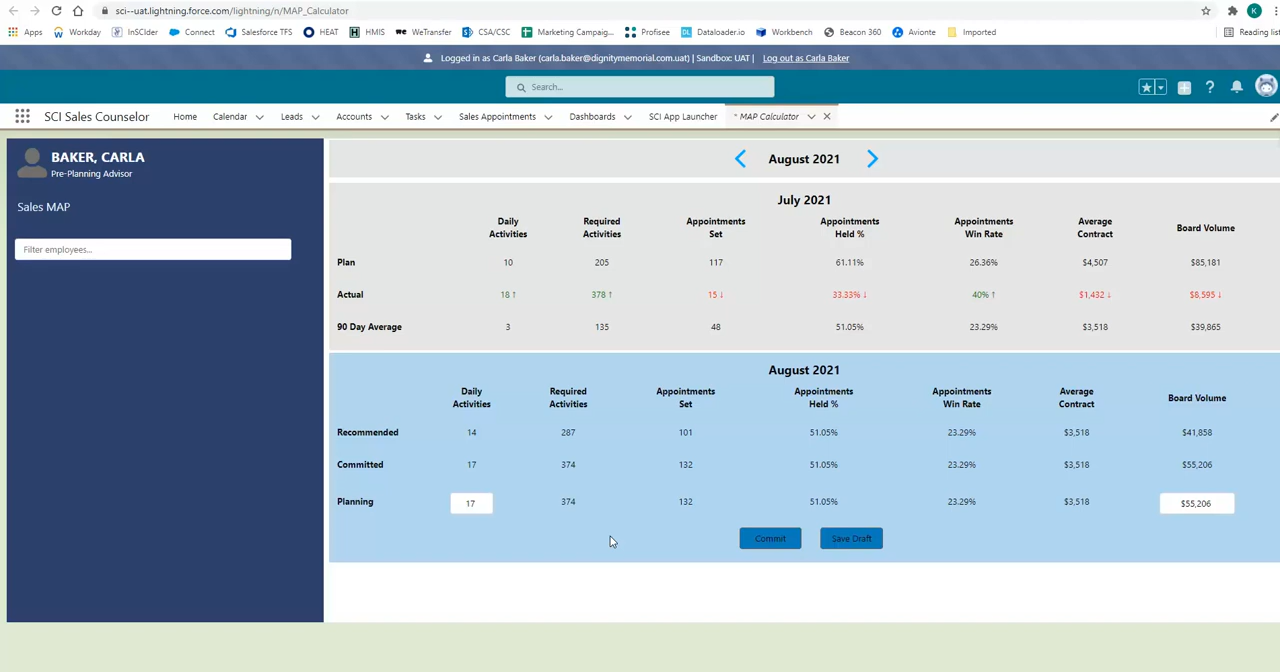 sci--uat.lightning.force.com/lightning/n/MAP_Calculator
Apps Workday InSCIder Connect Salesforce TFS HEAT HMIS WeTransfer CSA/CSC Marketing Campaig... Profisee Dataloader.io Workbench Beacon 360 Avionte Imported Reading list
Logged in as Carla Baker (carla.baker@dignitymemorial.com.uat) | Sandbox: UAT | Log out as Carla Baker
Search...
SCI Sales Counselor Home Calendar Leads Accounts Tasks Sales Appointments Dashboards SCI App Launcher * MAP Calculator
BAKER, CARLA
Pre-Planning Advisor
Sales MAP
Filter employees...
August 2021
July 2021
Daily Activities Required Activities Appointments Set Appointments Held % Appointments Win Rate Average Contract Board Volume
Plan 10 205 117 61.11% 26.36% $4,507 $85,181
Actual 18 ↑ 378 ↑ 15 ↓ 33.33% ↓ 40% ↑ $1,432 ↓ $8,595 ↓
90 Day Average 3 135 48 51.05% 23.29% $3,518 $39,865
August 2021
Daily Activities Required Activities Appointments Set Appointments Held % Appointments Win Rate Average Contract Board Volume
Recommended 14 287 101 51.05% 23.29% $3,518 $41,858
Committed 17 374 132 51.05% 23.29% $3,518 $55,206
Planning 17 374 132 51.05% 23.29% $3,518 $55,206
Commit Save Draft